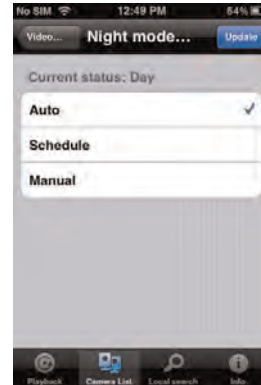 No SIM 12:49 PM 64%
Video... Night mode... Update
Current status: Day
Auto
Schedule
Manual
Playback Camera List Local search Info